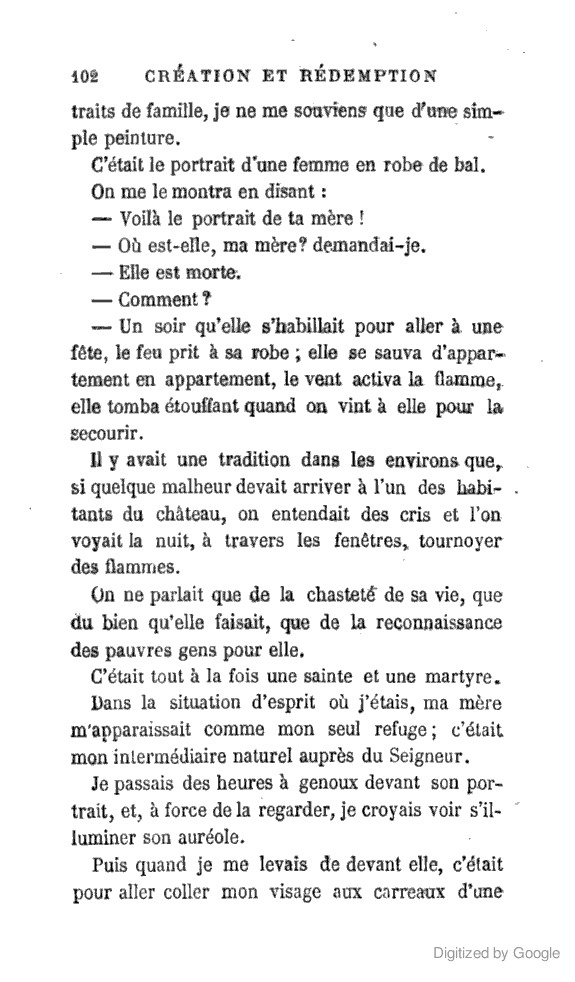 102 CRÉATION ET RÉDEMPTION
traits de famille, je ne me souviens que d'une sim-
ple peinture.
C'était le portrait d'une femme en robe de bal.
On me le montra en disant :
— Voilà le portrait de ta mère !
— Où est-elle, ma mère? demandai-je.
— Elle est morte.
— Comment ?
— Un soir qu'elle s'habillait pour aller à une
fête, le feu prit à sa robe ; elle se sauva d'appar-
tement en appartement, le vent activa la flamme,
elle tomba étouffant quand on vint à elle pour la
secourir.
Il y avait une tradition dans les environs que,
si quelque malheur devait arriver à l'un des habi-
tants du château, on entendait des cris et l'on
voyait la nuit, à travers les fenêtres, tournoyer
des flammes.
On ne parlait que de la chasteté de sa vie, que
du bien qu'elle faisait, que de la reconnaissance
des pauvres gens pour elle.
C'était tout à la fois une sainte et une martyre.
Dans la situation d'esprit où j'étais, ma mère
m'apparaissait comme mon seul refuge ; c'était
mon intermédiaire naturel auprès du Seigneur.
Je passais des heures à genoux devant son por-
trait, et, à force de la regarder, je croyais voir s'il-
luminer son auréole.
Puis quand je me levais de devant elle, c'était
pour aller coller mon visage aux carreaux d'une
Digitized by Google